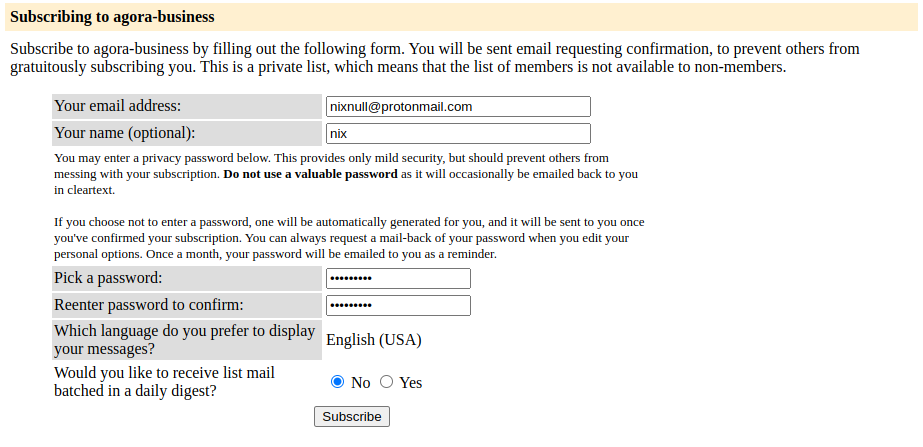 Subscribing to agora-business
Subscribe to agora-business by filling out the following form. You will be sent email requesting confirmation, to prevent others from
gratuitously subscribing you. This is a private list, which means that the list of members is not available to non-members.
Your email address: nixnull@protonmail.com
Your name (optional): nix
You may enter a privacy password below. This provides only mild security, but should prevent others from
messing with your subscription. Do not use a valuable password as it will occasionally be emailed back to you
in cleartext.
If you choose not to enter a password, one will be automatically generated for you, and it will be sent to you once
you've confirmed your subscription. You can always request a mail-back of your password when you edit your
personal options. Once a month, your password will be emailed to you as a reminder.
Pick a password: •••••••••
Reenter password to confirm: •••••••••
Which language do you prefer to display
your messages? English (USA)
Would you like to receive list mail
batched in a daily digest? No Yes
Subscribe